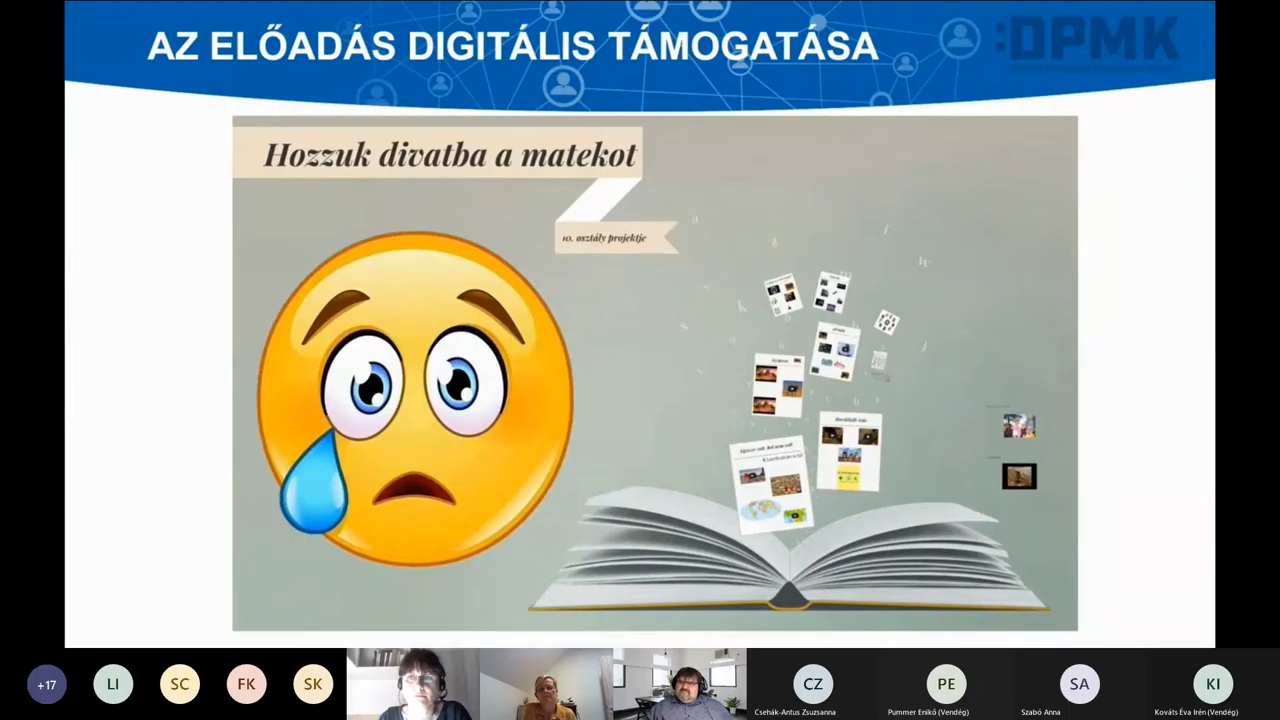 AZ ELŐADÁS DIGITÁLIS TÁMOGATÁSA
:DPMK
Hozzuk divatba a matekot
10. osztály projektje
+17
LI
SC
FK
SK
CZ
Csehák-Antus Zsuzsanna
PE
Pummer Enikő (Vendég)
SA
Szabó Anna
KI
Kováts Éva Irén (Vendég)